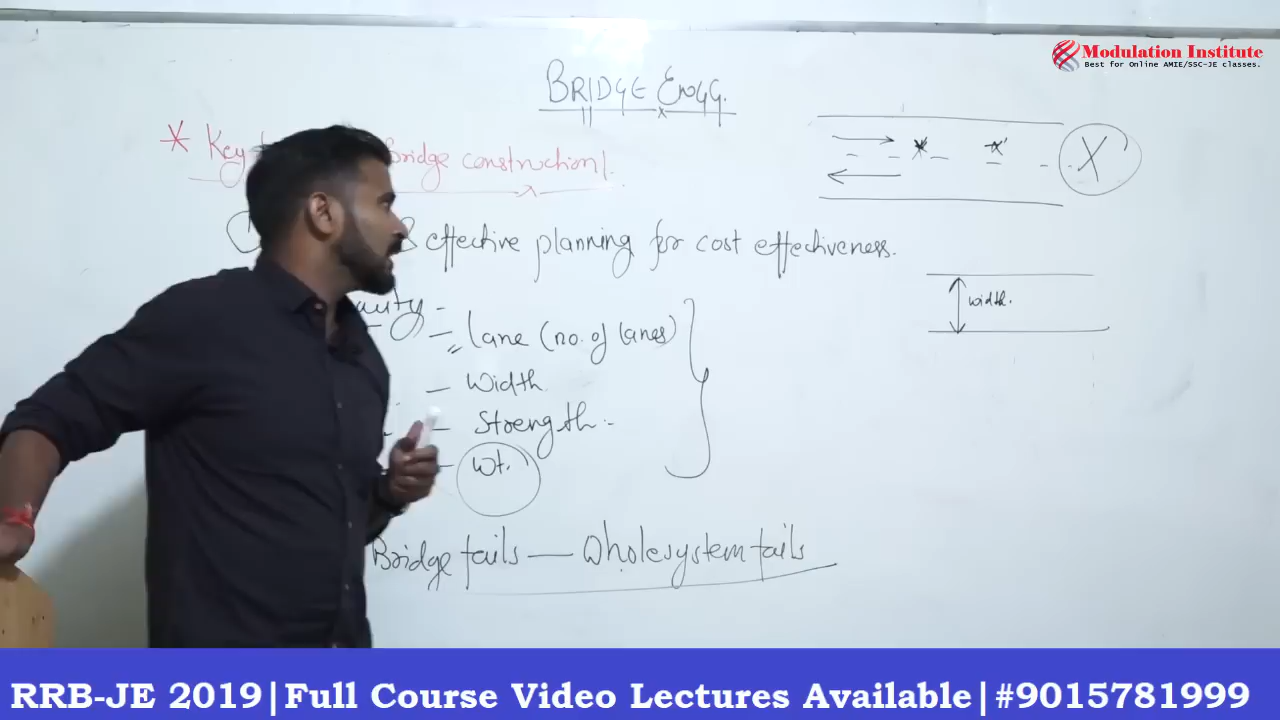 Modulation Institute
Best for Online AMIE/SSC-JE classes.
BRIDGE ENGG.
* Key Bridge construction
& effective planning for cost effectiveness.
width.
– Lane (no. of lanes)
– Width
– Strength
– Wt.
Bridge fails — Whole system fails
RRB-JE 2019|Full Course Video Lectures Available|#9015781999